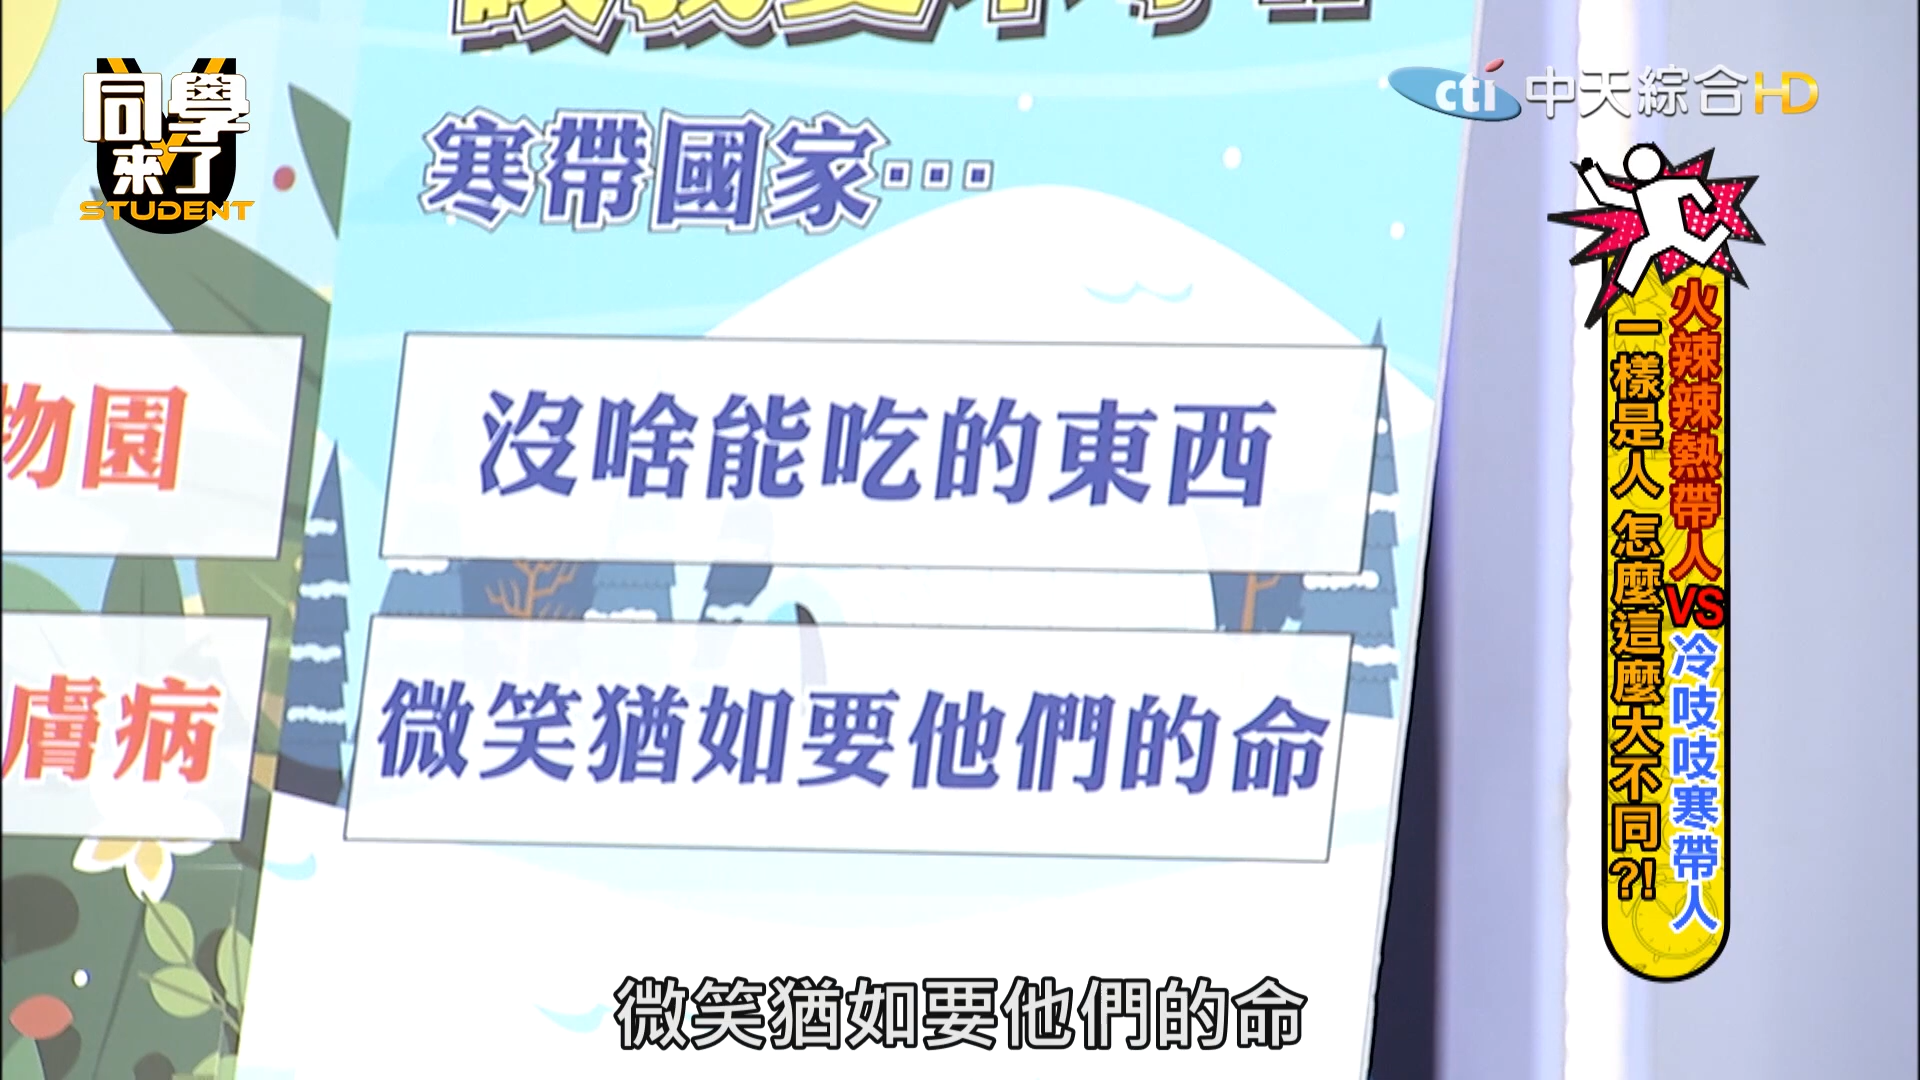 同學
來了
STUDENT
cti 中天綜合HD
寒帶國家…
物園
沒啥能吃的東西
膚病
微笑猶如要他們的命
火辣辣熱帶人VS冷吱吱寒帶人
一樣是人 怎麼這麼大不同?!
微笑猶如要他們的命